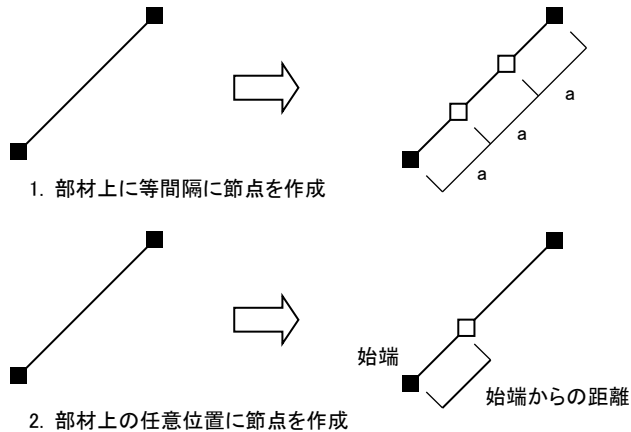 a
a
a
1. 部材上に等間隔に節点を作成
始端
始端からの距離
2. 部材上の任意位置に節点を作成